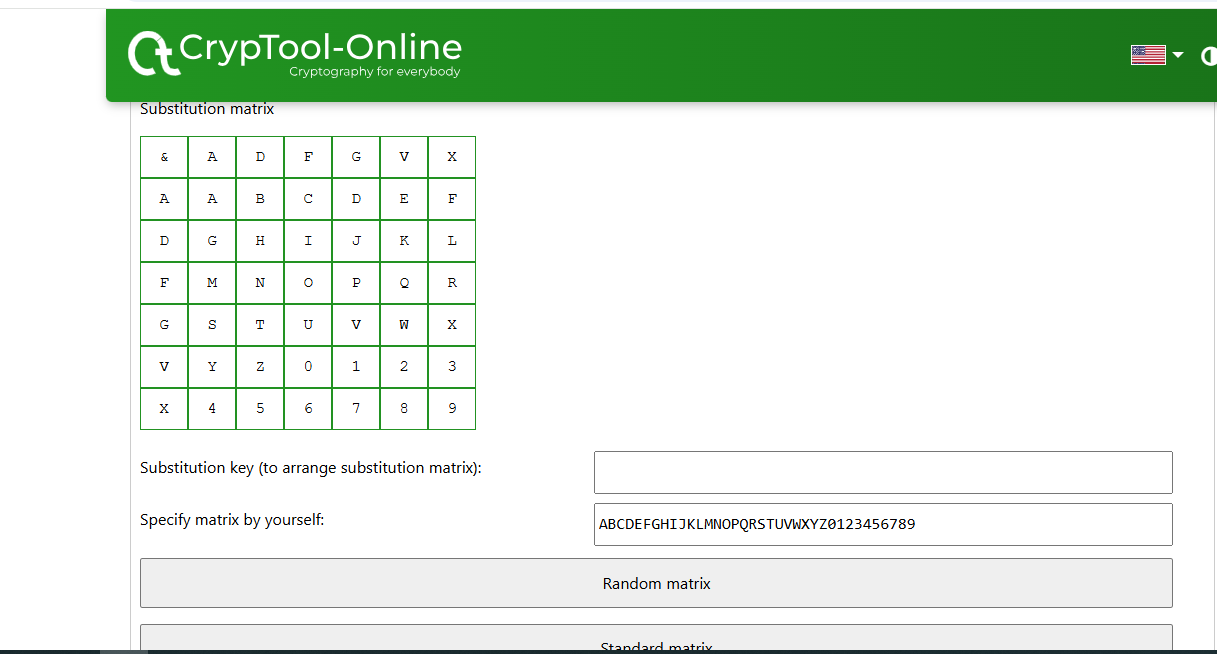 CrypTool-Online
Cryptography for everybody
Substitution matrix
& A D F G V X
A A B C D E F
D G H I J K L
F M N O P Q R
G S T U V W X
V Y Z 0 1 2 3
X 4 5 6 7 8 9
Substitution key (to arrange substitution matrix):
Specify matrix by yourself:
ABCDEFGHIJKLMNOPQRSTUVWXYZ0123456789
Random matrix
Standard matrix